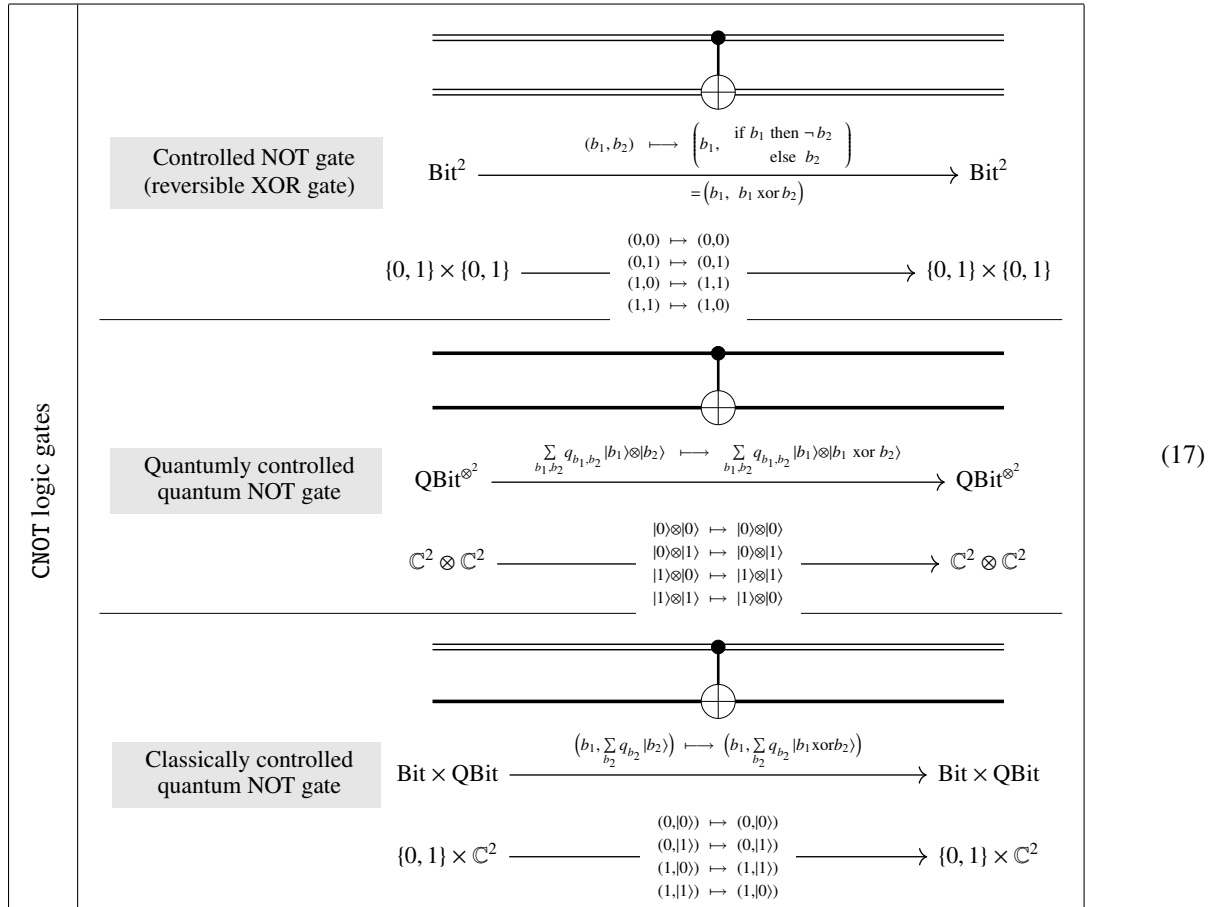 CNOT logic gates
Controlled NOT gate
(reversible XOR gate)
(b₁, b₂) ⟼ (b₁, if b₁ then ¬ b₂
else b₂)
Bit² ⟶ Bit²
= (b₁, b₁ xor b₂)
{0, 1} × {0, 1} ⟶ {0, 1} × {0, 1}
(0,0) ↦ (0,0)
(0,1) ↦ (0,1)
(1,0) ↦ (1,1)
(1,1) ↦ (1,0)
Quantumly controlled
quantum NOT gate
∑_{b₁,b₂} q_{b₁,b₂} |b₁⟩⊗|b₂⟩ ⟼ ∑_{b₁,b₂} q_{b₁,b₂} |b₁⟩⊗|b₁ xor b₂⟩
QBit^{⊗²} ⟶ QBit^{⊗²}
|0⟩⊗|0⟩ ↦ |0⟩⊗|0⟩
|0⟩⊗|1⟩ ↦ |0⟩⊗|1⟩
ℂ² ⊗ ℂ² ⟶ ℂ² ⊗ ℂ²
|1⟩⊗|0⟩ ↦ |1⟩⊗|1⟩
|1⟩⊗|1⟩ ↦ |1⟩⊗|0⟩
Classically controlled
quantum NOT gate
(b₁, ∑_{b₂} q_{b₂} |b₂⟩) ⟼ (b₁, ∑_{b₂} q_{b₂} |b₁xorb₂⟩)
Bit × QBit ⟶ Bit × QBit
(0,|0⟩) ↦ (0,|0⟩)
(0,|1⟩) ↦ (0,|1⟩)
{0, 1} × ℂ² ⟶ {0, 1} × ℂ²
(1,|0⟩) ↦ (1,|1⟩)
(1,|1⟩) ↦ (1,|0⟩)
(17)